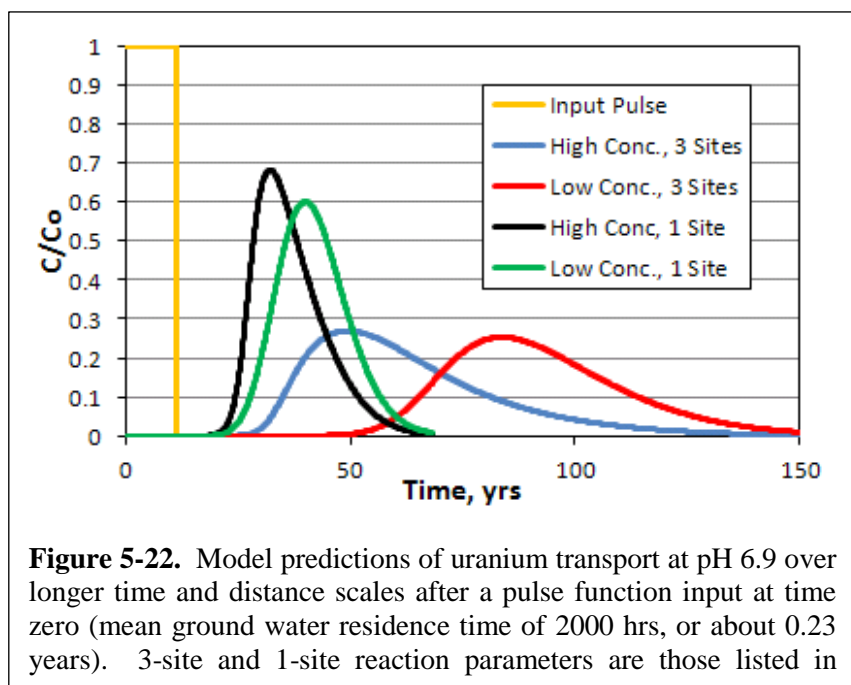 1
0.9
0.8
0.7
0.6
0.5
0.4
0.3
0.2
0.1
0
C/Co
Input Pulse
High Conc., 3 Sites
Low Conc., 3 Sites
High Conc, 1 Site
Low Conc., 1 Site
0 50 100 150
Time, yrs
Figure 5-22. Model predictions of uranium transport at pH 6.9 over
longer time and distance scales after a pulse function input at time
zero (mean ground water residence time of 2000 hrs, or about 0.23
years). 3-site and 1-site reaction parameters are those listed in